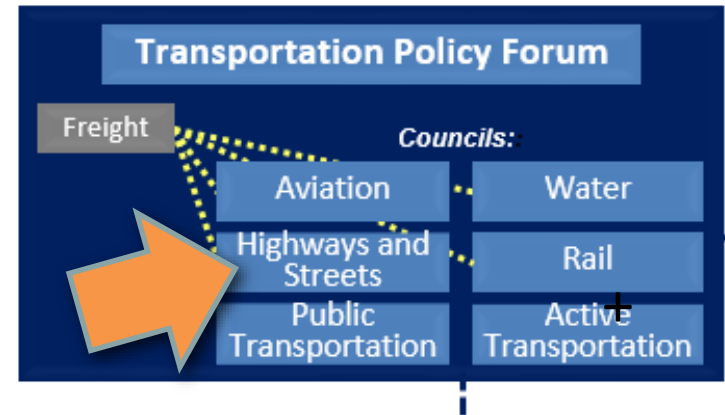 Transportation Policy Forum
Freight
Councils:
Aviation
Water
Highways and
Streets
Rail
Public
Transportation
Active
Transportation